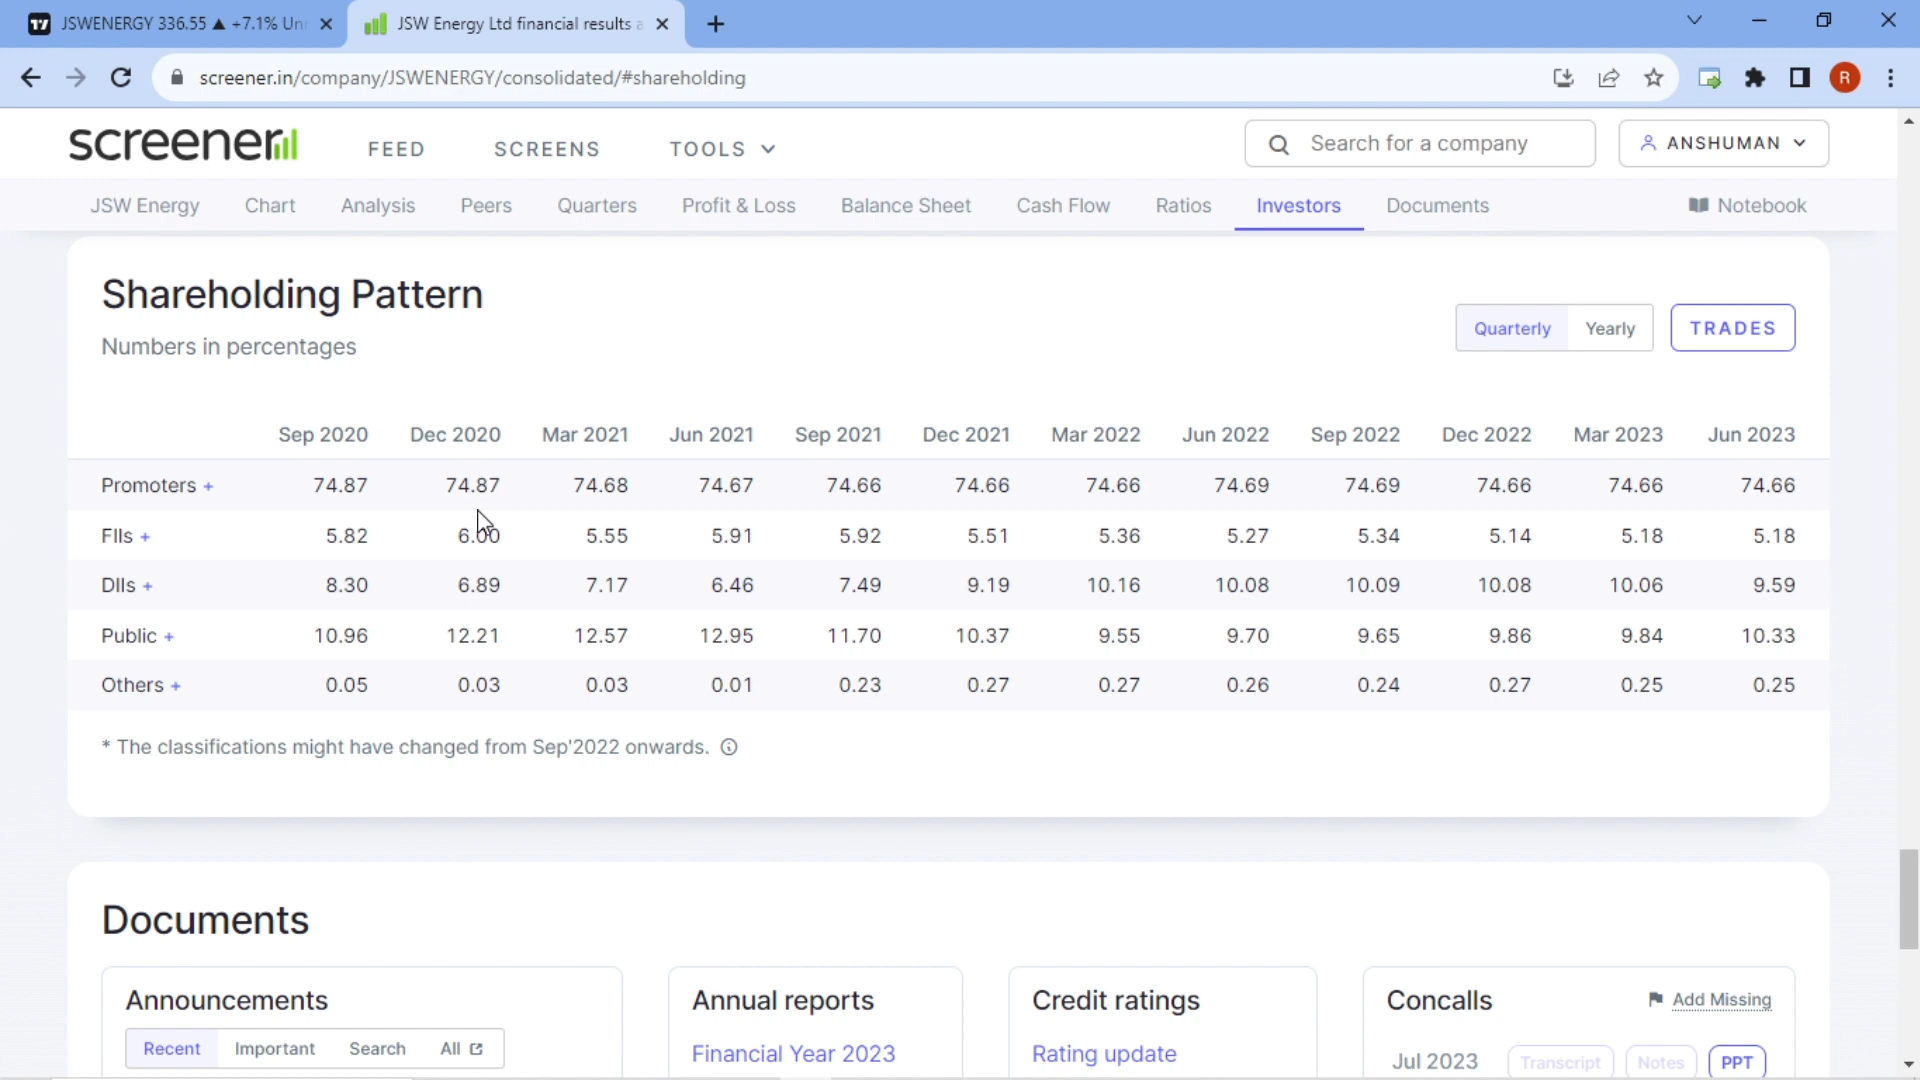 JSWENERGY 336.55 ▲ +7.1% Un
JSW Energy Ltd financial results a
screener.in/company/JSWENERGY/consolidated/#shareholding
R
screener
FEED SCREENS TOOLS
Search for a company
ANSHUMAN
JSW Energy Chart Analysis Peers Quarters Profit & Loss Balance Sheet Cash Flow Ratios Investors Documents Notebook
Shareholding Pattern
Numbers in percentages
Quarterly Yearly TRADES
Sep 2020 Dec 2020 Mar 2021 Jun 2021 Sep 2021 Dec 2021 Mar 2022 Jun 2022 Sep 2022 Dec 2022 Mar 2023 Jun 2023
Promoters + 74.87 74.87 74.68 74.67 74.66 74.66 74.66 74.69 74.69 74.66 74.66 74.66
FIIs + 5.82 6.00 5.55 5.91 5.92 5.51 5.36 5.27 5.34 5.14 5.18 5.18
DIIs + 8.30 6.89 7.17 6.46 7.49 9.19 10.16 10.08 10.09 10.08 10.06 9.59
Public + 10.96 12.21 12.57 12.95 11.70 10.37 9.55 9.70 9.65 9.86 9.84 10.33
Others + 0.05 0.03 0.03 0.01 0.23 0.27 0.27 0.26 0.24 0.27 0.25 0.25
* The classifications might have changed from Sep'2022 onwards.
Documents
Announcements
Recent Important Search All
Annual reports
Financial Year 2023
Credit ratings
Rating update
Concalls Add Missing
Jul 2023 Transcript Notes PPT